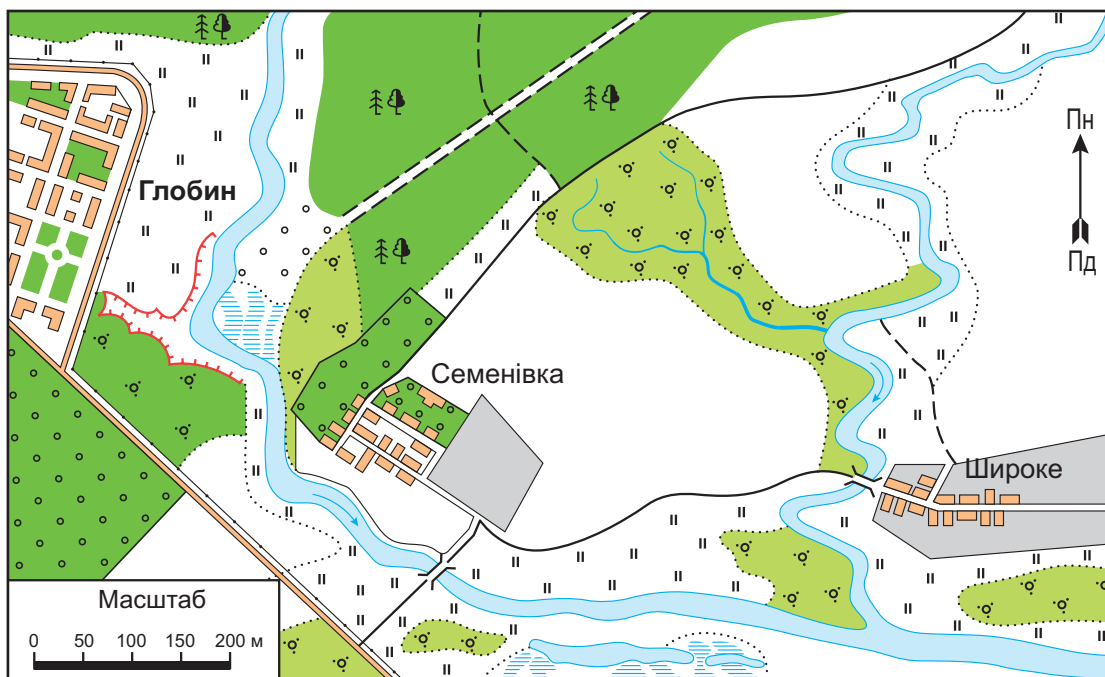 Глобин
Пн
Пд
Семенівка
Широке
Масштаб
0 50 100 150 200 м